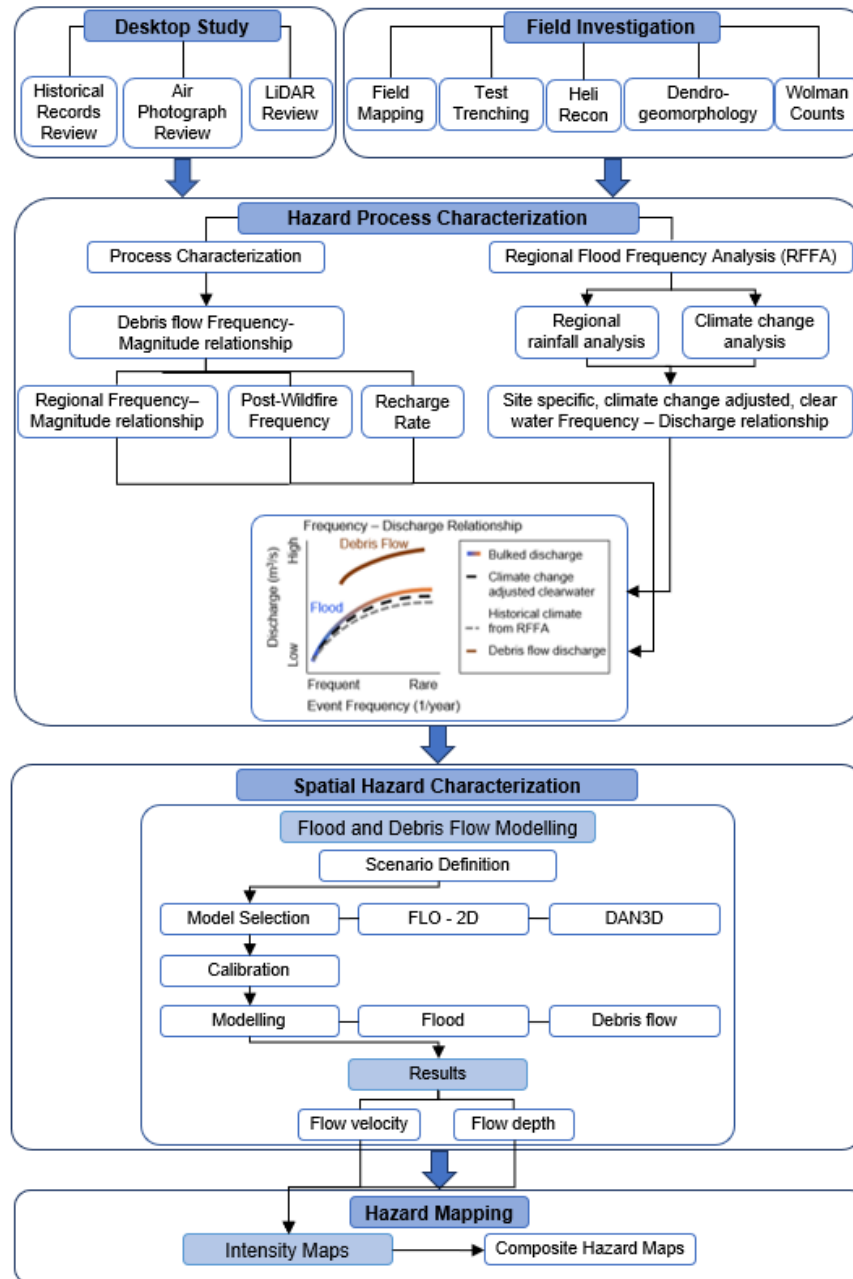 Desktop Study
Historical
Records
Review
Air
Photograph
Review
LiDAR
Review
Field Investigation
Field
Mapping
Test
Trenching
Heli
Recon
Dendro-
geomorphology
Wolman
Counts
Hazard Process Characterization
Process Characterization
Debris flow Frequency-
Magnitude relationship
Regional Frequency–
Magnitude relationship
Post-Wildfire
Frequency
Recharge
Rate
Regional Flood Frequency Analysis (RFFA)
Regional
rainfall analysis
Climate change
analysis
Site specific, climate change adjusted, clear
water Frequency – Discharge relationship
Frequency – Discharge Relationship
Discharge (m³/s)
High
Low
Debris Flow
Flood
Frequent
Rare
Event Frequency (1/year)
Bulked discharge
Climate change
adjusted clearwater
Historical climate
from RFFA
Debris flow discharge
Spatial Hazard Characterization
Flood and Debris Flow Modelling
Scenario Definition
Model Selection
FLO - 2D
DAN3D
Calibration
Modelling
Flood
Debris flow
Results
Flow velocity
Flow depth
Hazard Mapping
Intensity Maps
Composite Hazard Maps